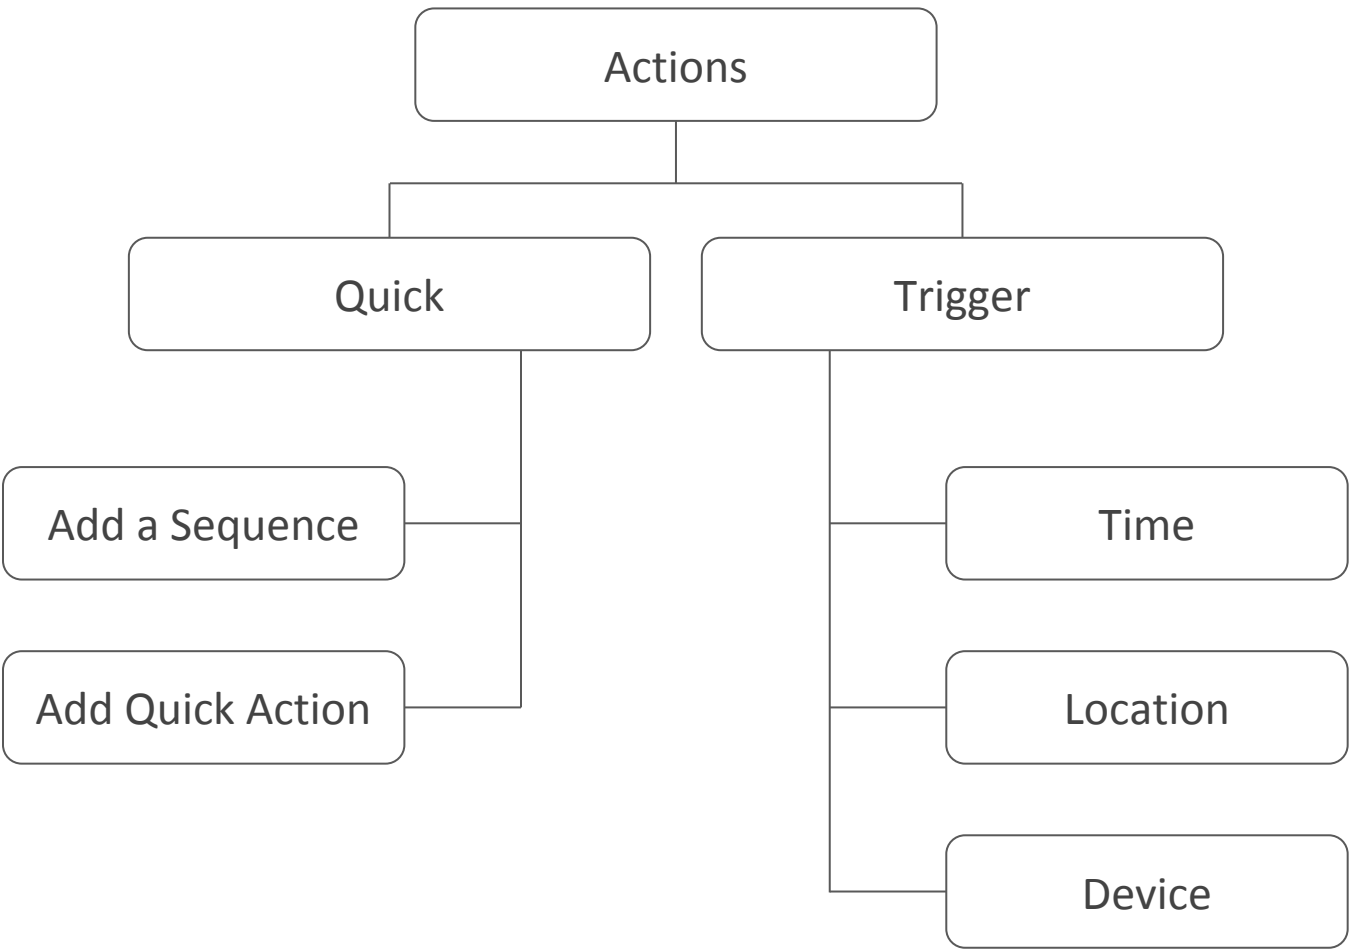 Actions
Quick
Trigger
Add a Sequence
Time
Add Quick Action
Location
Device